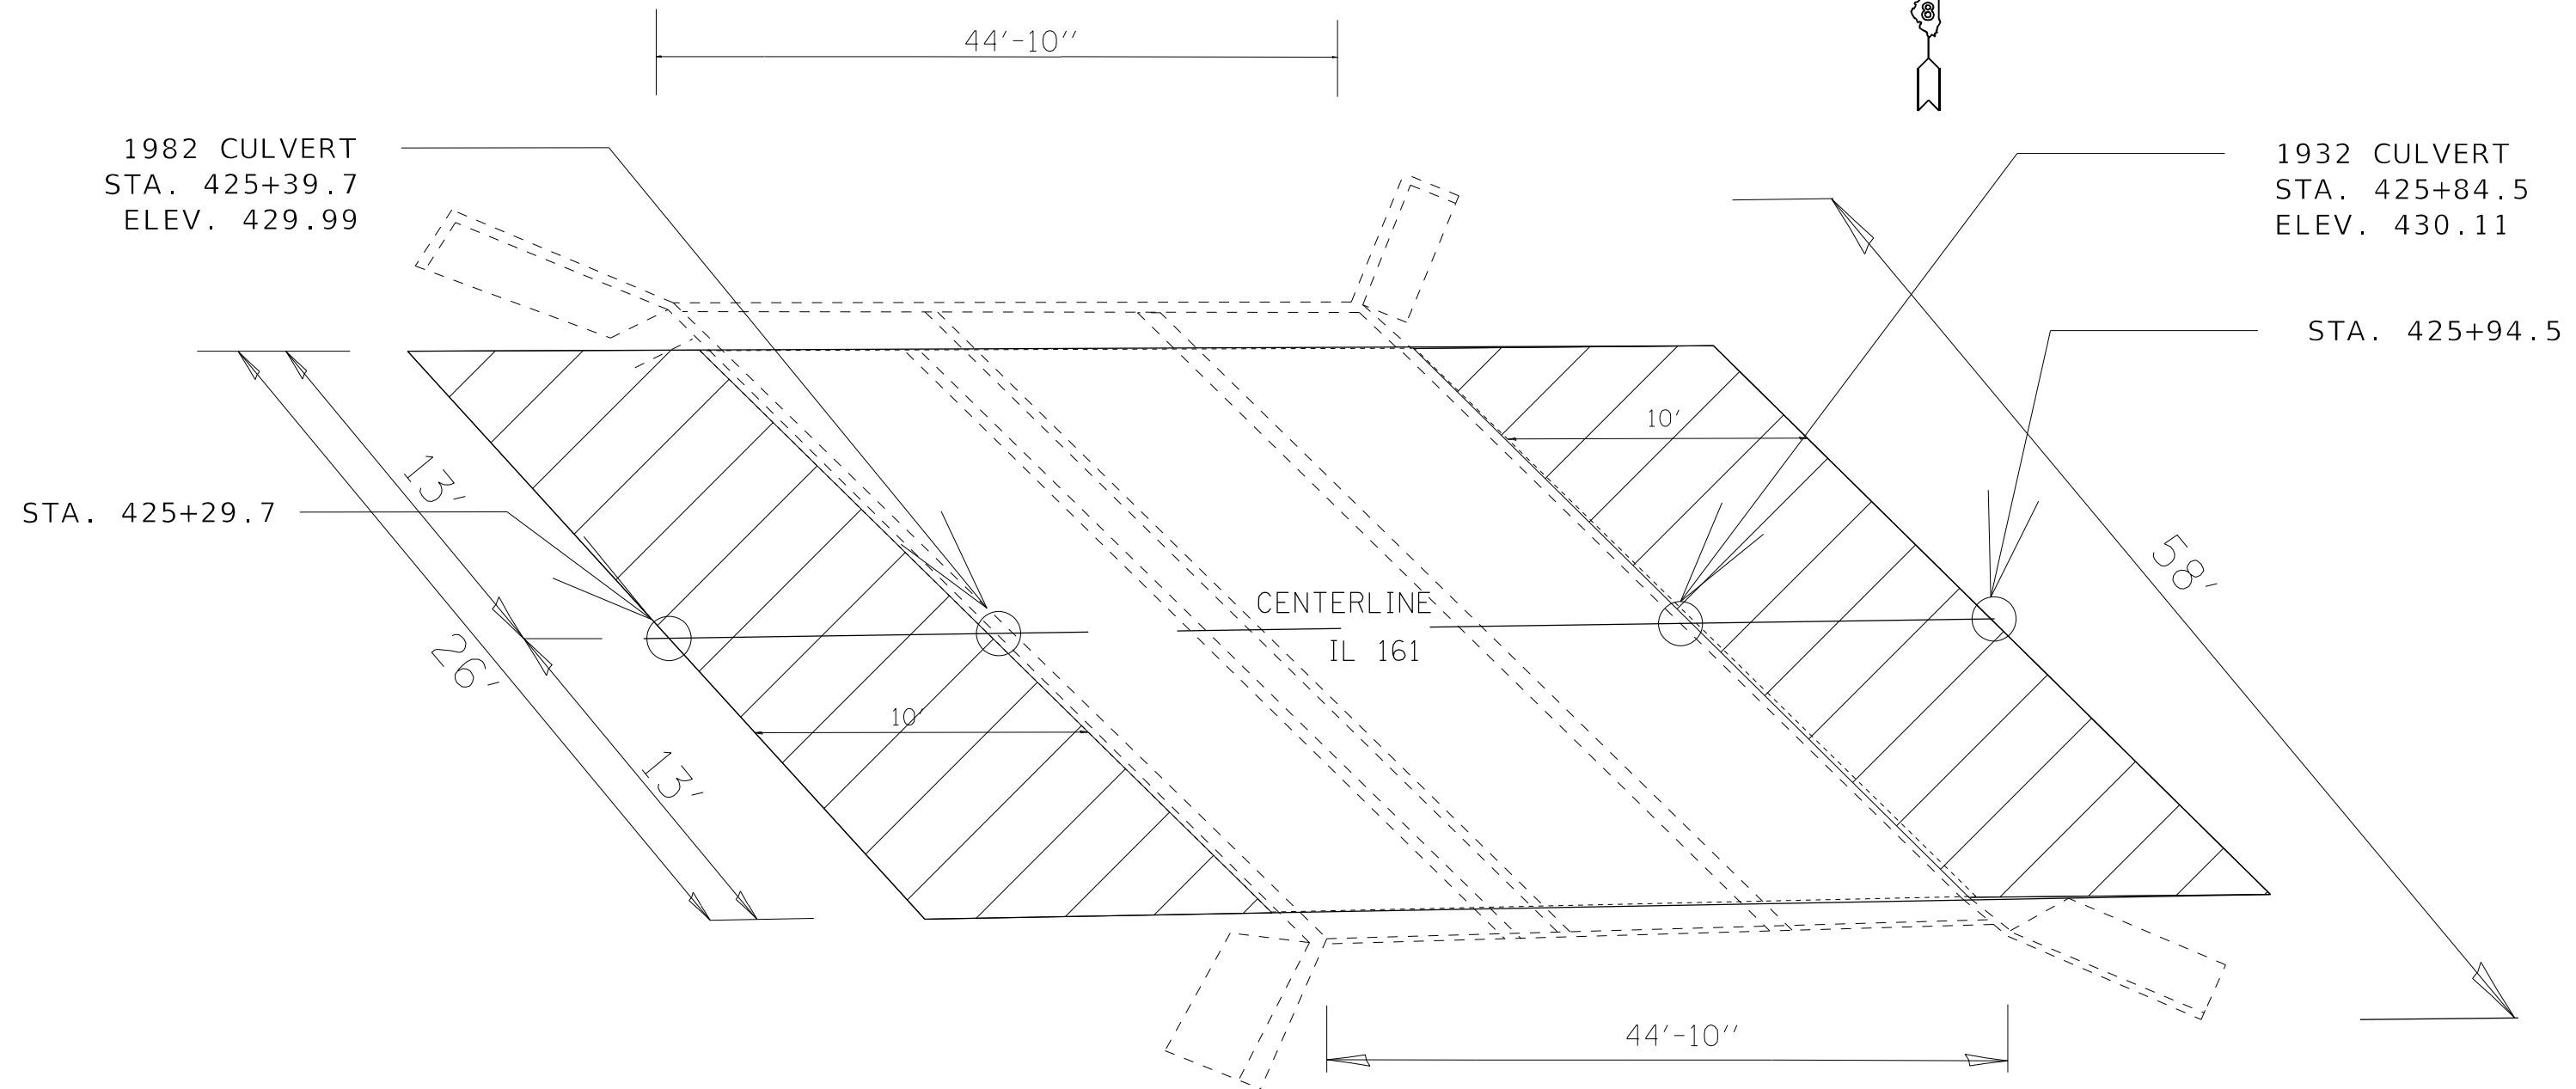 44'-10''
8
1982 CULVERT
STA. 425+39.7
ELEV. 429.99
1932 CULVERT
STA. 425+84.5
ELEV. 430.11
STA. 425+94.5
10'
13'
STA. 425+29.7
58'
CENTERLINE
IL 161
26'
10'
13'
44'-10''